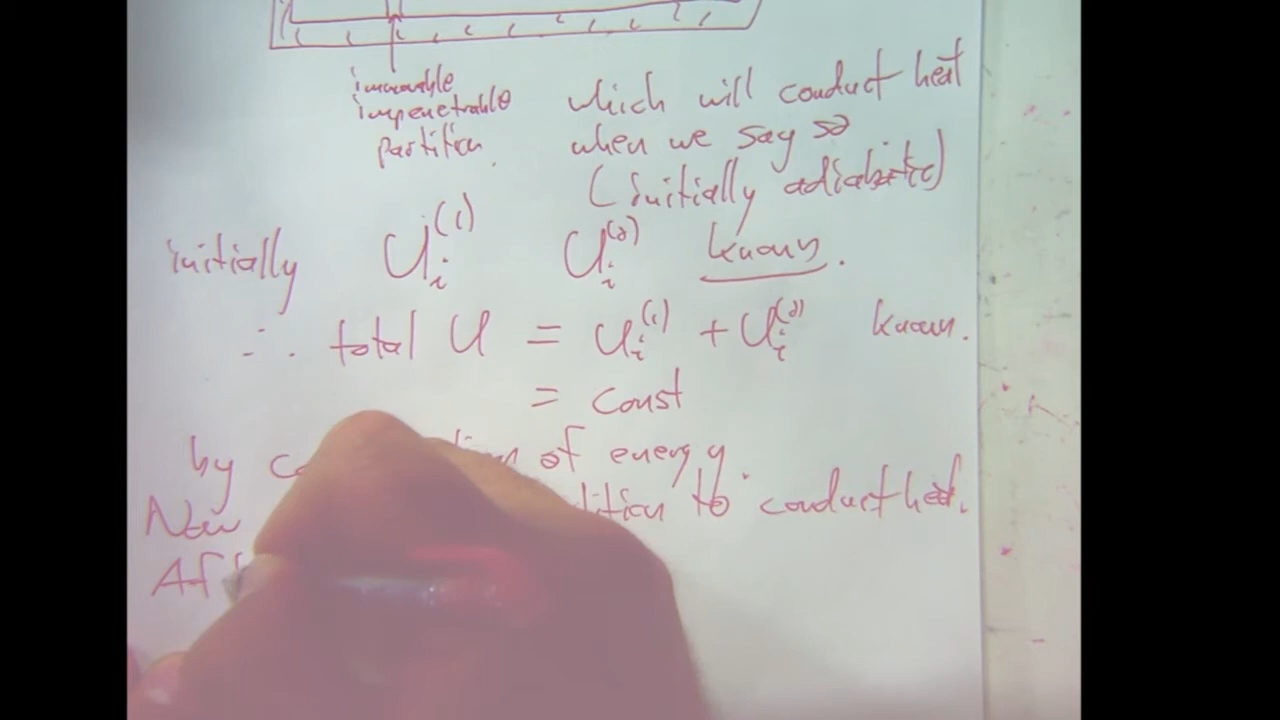 immovable
impenetrable
partition.
which will conduct heat
when we say so
(initially adiabatic)
initially U_i^(1) U_i^(2) known.
∴ total U = U_i^(1) + U_i^(2) known.
= const
by of energy.
Now to conduct heat.